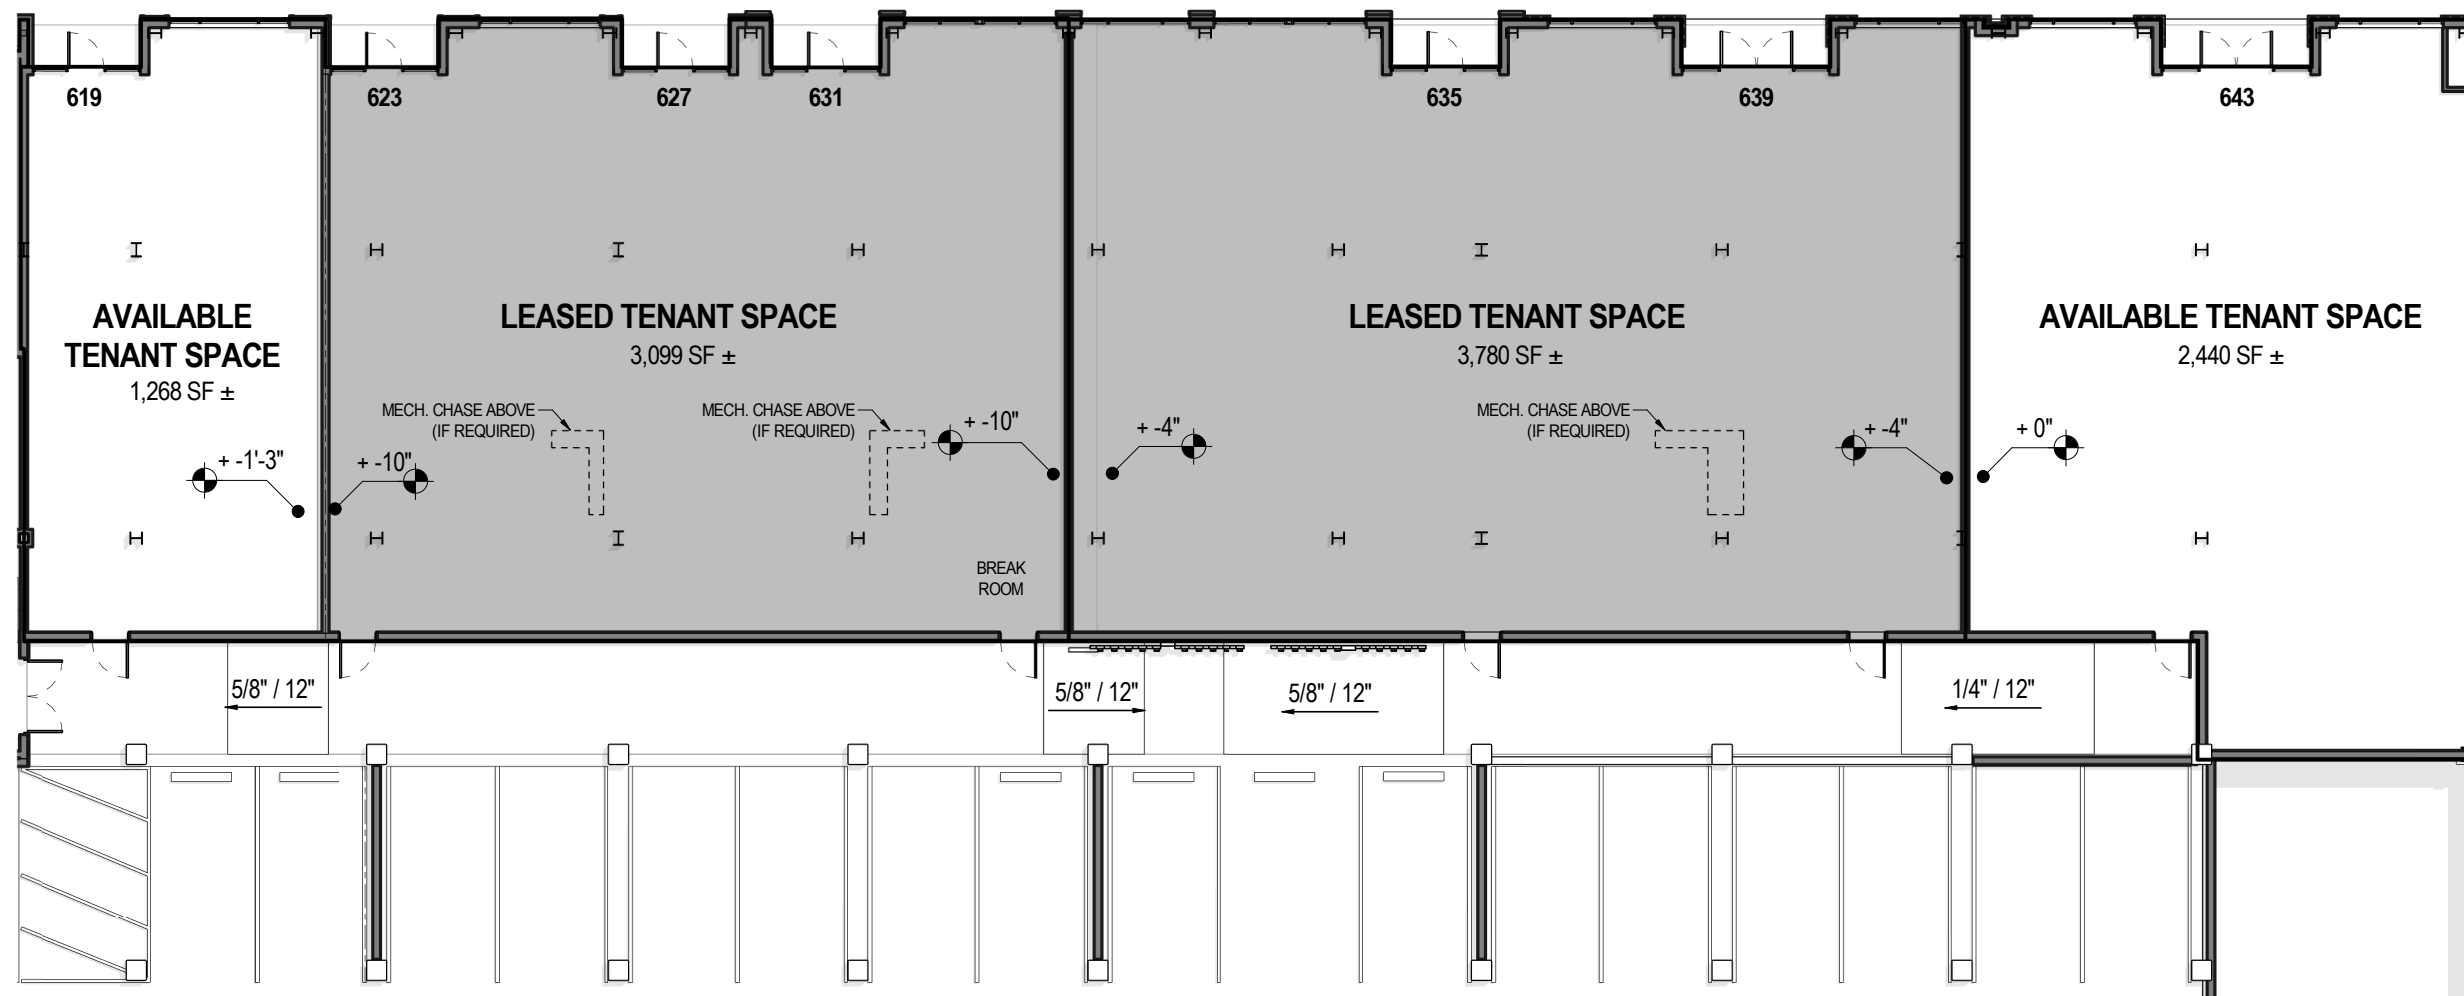 619
623
627
631
635
639
643
AVAILABLE
TENANT SPACE
1,268 SF ±
LEASED TENANT SPACE
3,099 SF ±
LEASED TENANT SPACE
3,780 SF ±
AVAILABLE TENANT SPACE
2,440 SF ±
MECH. CHASE ABOVE
(IF REQUIRED)
MECH. CHASE ABOVE
(IF REQUIRED)
MECH. CHASE ABOVE
(IF REQUIRED)
+ -1'-3"
+ -10"
+ -10"
+ -4"
+ -4"
+ 0"
BREAK
ROOM
5/8" / 12"
5/8" / 12"
5/8" / 12"
1/4" / 12"